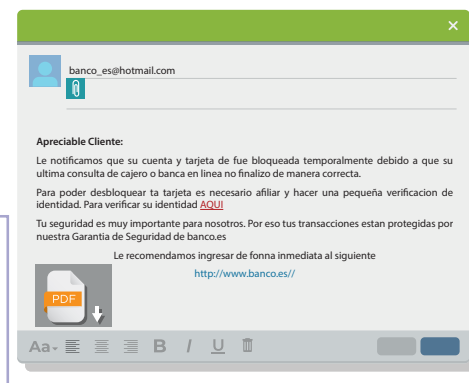 banco_es@hotmail.com
Apreciable Cliente:
Le notificamos que su cuenta y tarjeta de fue bloqueada temporalmente debido a que su
ultima consulta de cajero o banca en linea no finalizo de manera correcta.
Para poder desbloquear ta tarjeta es necesario afiliar y hacer una pequeña verificacion de
identidad. Para verificar su identidad AQUI
Tu seguridad es muy importante para nosotros. Por eso tus transacciones estan protegidas por
nuestra Garantia de Seguridad de banco.es
Le recomendamos ingresar de fonna inmediata al siguiente
http://www.banco.es//
PDF
Aa B I U